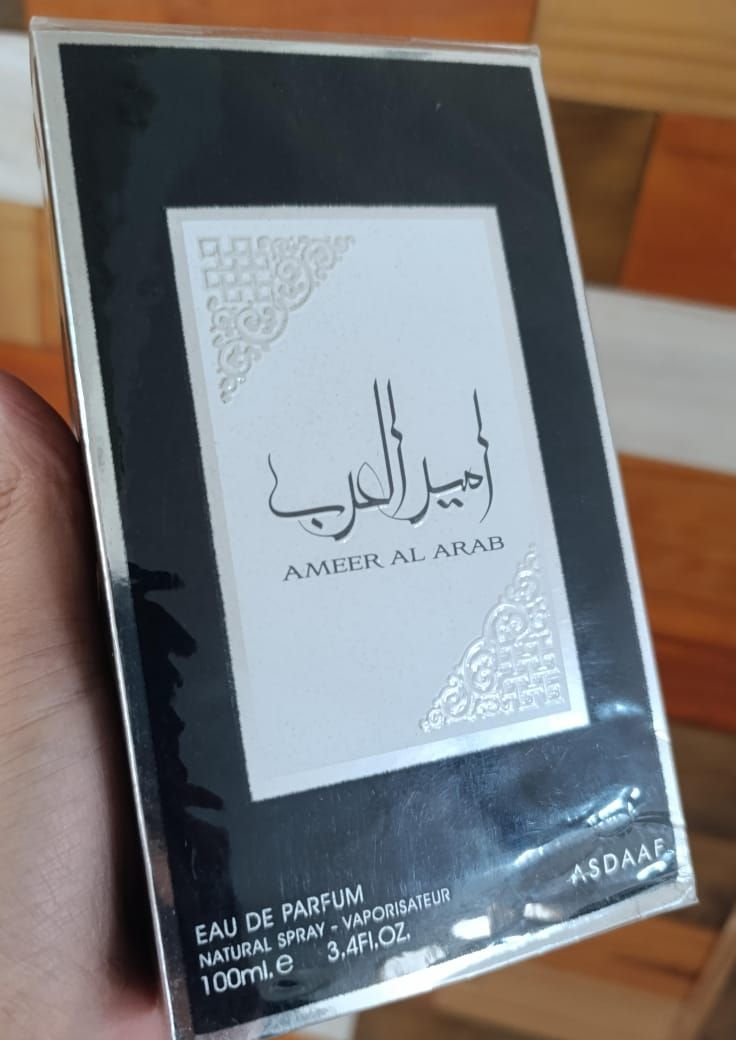 أمير العرب
AMEER AL ARAB
ASDAAF
EAU DE PARFUM
NATURAL SPRAY - VAPORISATEUR
100ml.e 3.4Fl.OZ.